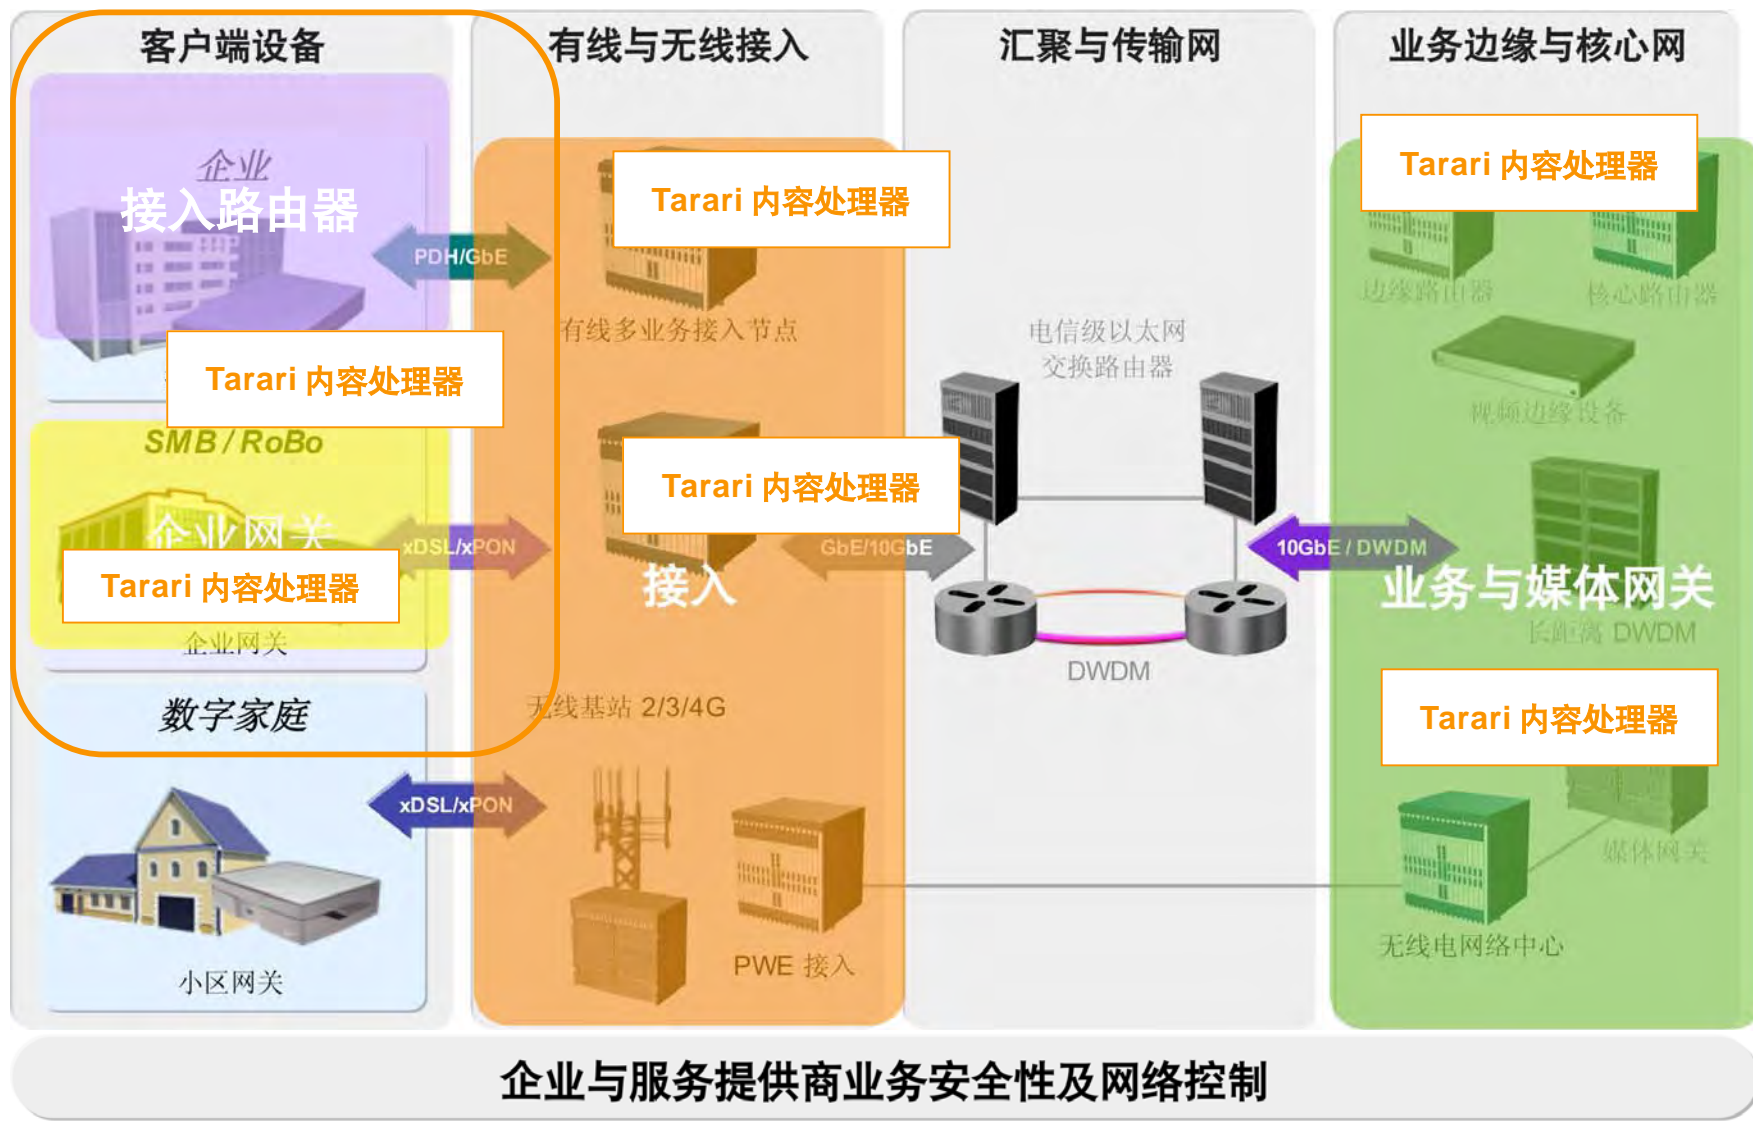 客户端设备
有线与无线接入
汇聚与传输网
业务边缘与核心网
企业
接入路由器
PDH/GbE
Tarari 内容处理器
SMB / RoBo
企业网关
xDSL/xPON
Tarari 内容处理器
企业网关
数字家庭
xDSL/xPON
小区网关
Tarari 内容处理器
有线多业务接入节点
Tarari 内容处理器
GbE/10GbE
接入
无线基站 2/3/4G
PWE 接入
电信级以太网
交换路由器
DWDM
10GbE / DWDM
Tarari 内容处理器
边缘路由器
核心路由器
视频边缘设备
业务与媒体网关
长距离 DWDM
Tarari 内容处理器
媒体网关
无线电网络中心
企业与服务提供商业务安全性及网络控制